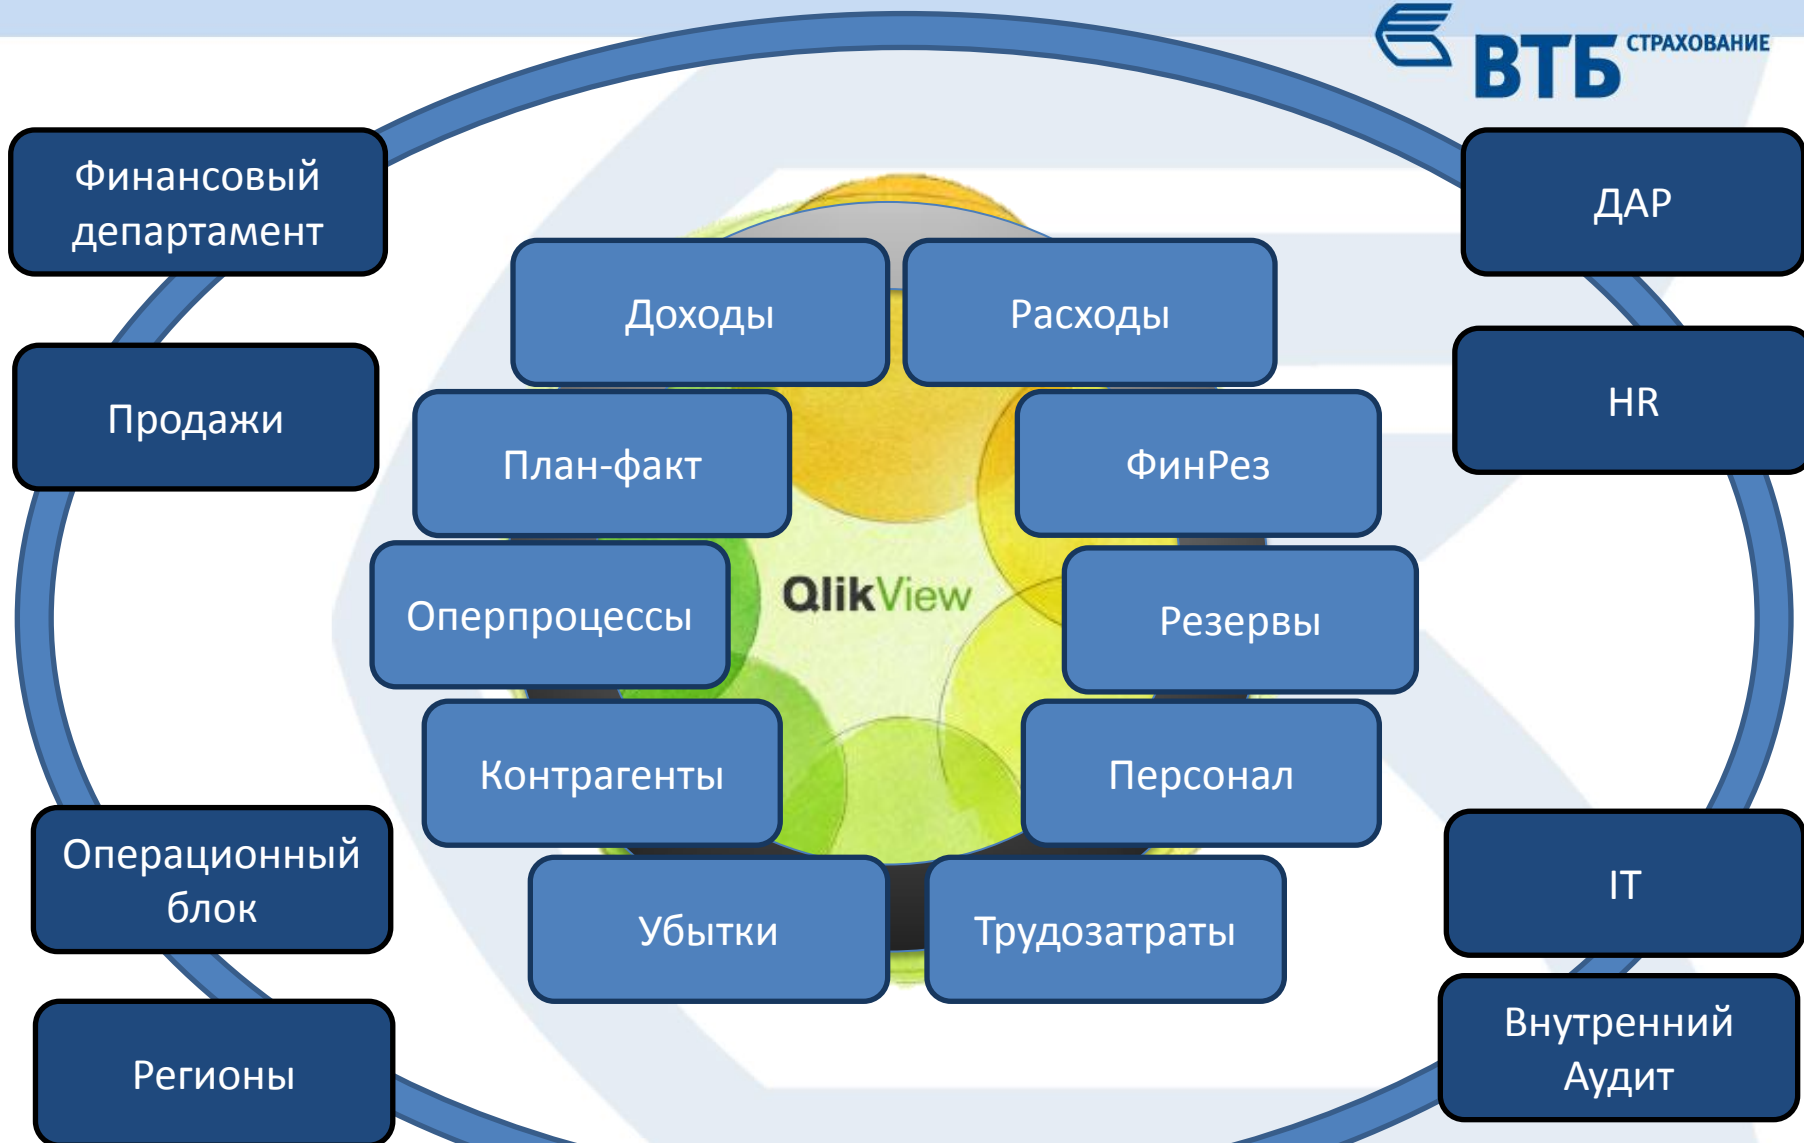 ВТБ СТРАХОВАНИЕ
Финансовый
департамент
ДАР
Доходы
Расходы
Продажи
HR
План-факт
ФинРез
QlikView
Оперпроцессы
Резервы
Контрагенты
Персонал
Операционный
блок
IT
Убытки
Трудозатраты
Регионы
Внутренний
Аудит